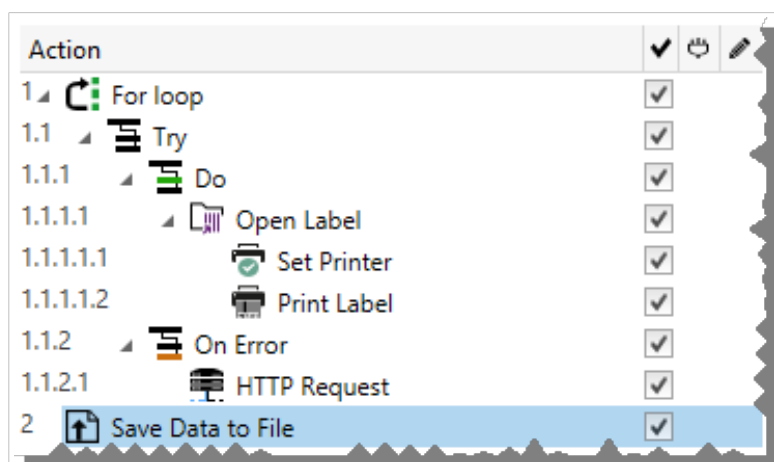 Action
1 For loop
1.1 Try
1.1.1 Do
1.1.1.1 Open Label
1.1.1.1.1 Set Printer
1.1.1.1.2 Print Label
1.1.2 On Error
1.1.2.1 HTTP Request
2 Save Data to File